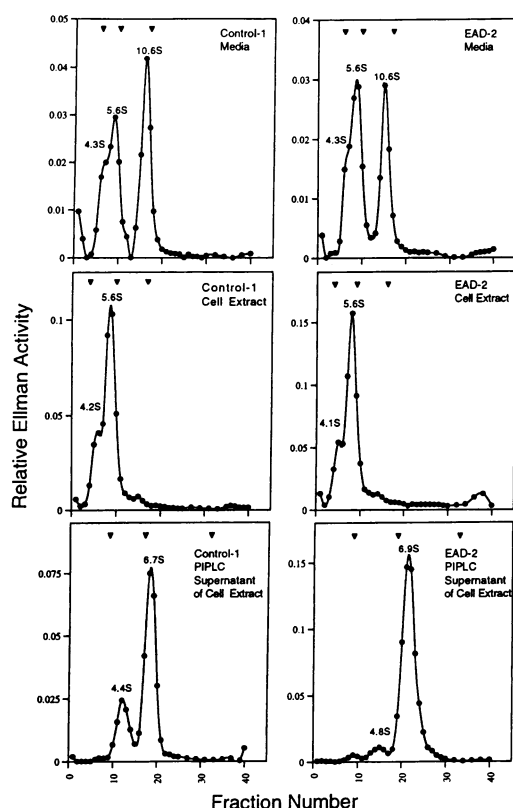 Relative Ellman Activity
Control-1
Media
0.05
0.04
0.03
0.02
0.01
0.00
4.3S
5.6S
10.6S
EAD-2
Media
0.04
0.03
0.02
0.01
0.00
4.3S
5.6S
10.6S
Control-1
Cell Extract
0.1
0.05
0
4.2S
5.6S
EAD-2
Cell Extract
0.15
0.1
0.05
0
4.1S
5.6S
Control-1
PIPLC
Supernatant
of Cell Extract
0.075
0.05
0.025
0
4.4S
6.7S
0 10 20 30 40
EAD-2
PIPLC
Supernatant
of Cell Extract
0.15
0.1
0.05
0
4.8S
6.9S
0 10 20 30 40
Fraction Number